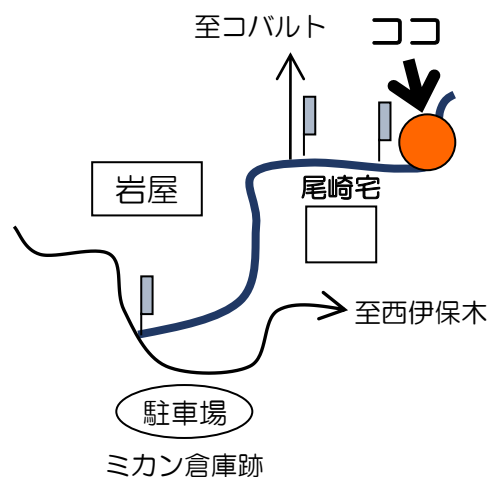 至コバルト
ココ
岩屋
尾崎宅
至西伊保木
駐車場
ミカン倉庫跡